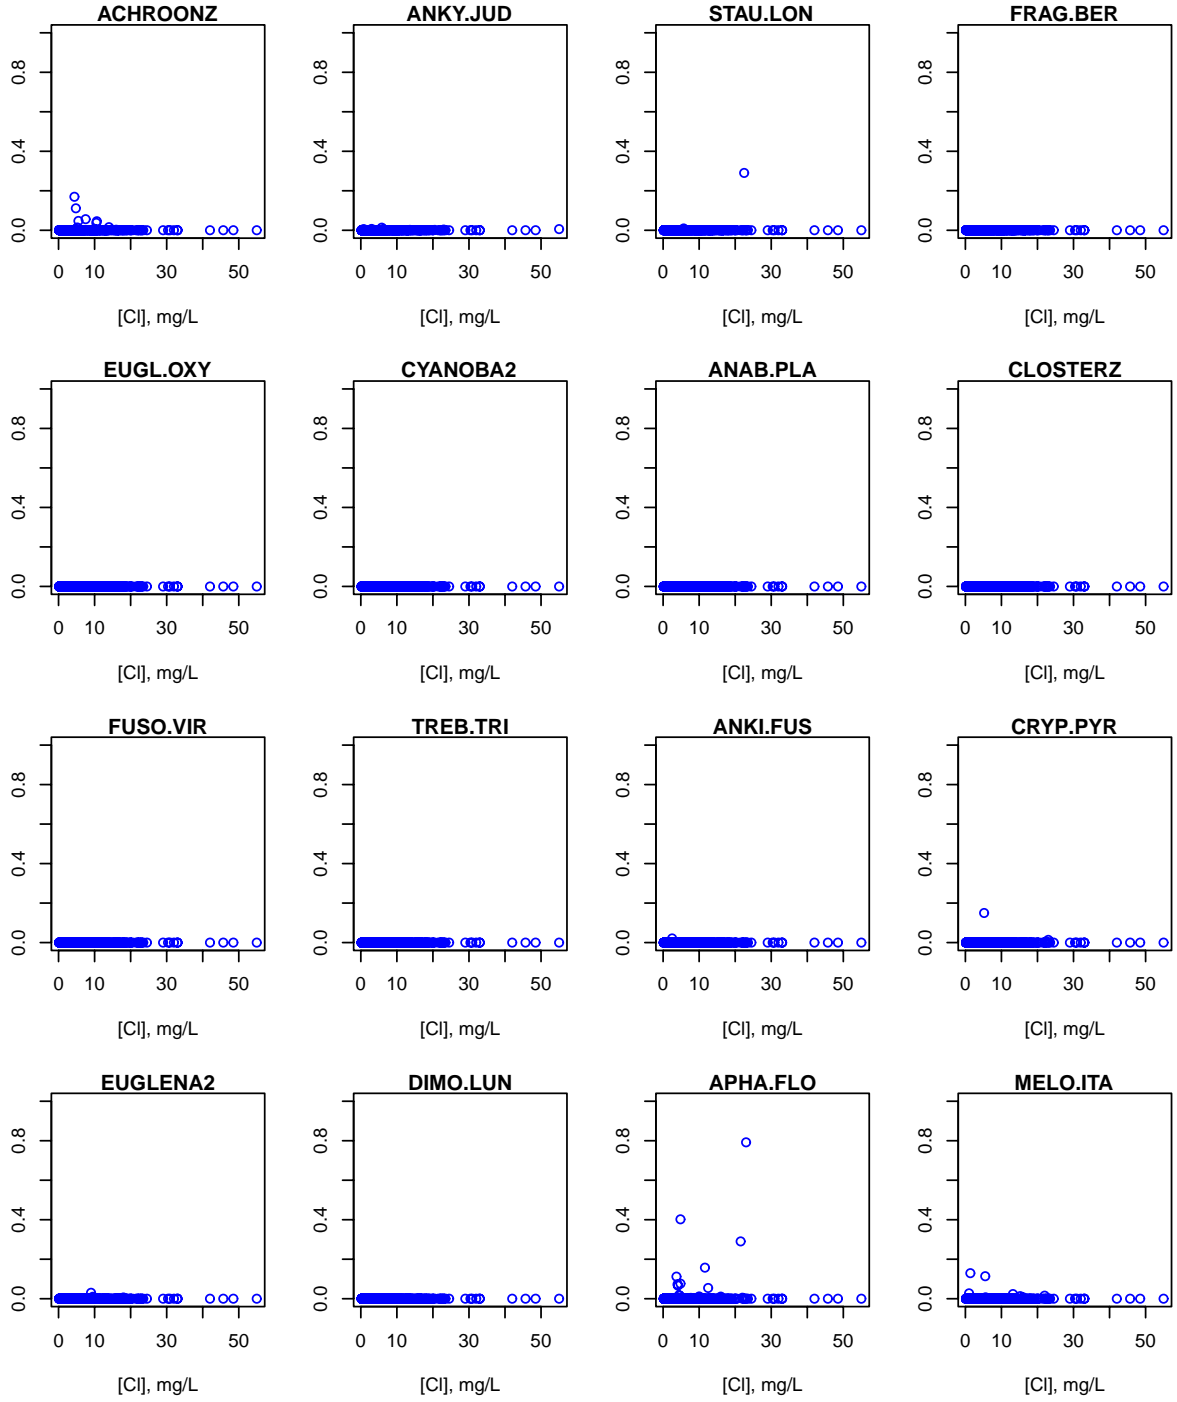 ACHROONZ ANKY.JUD STAU.LON FRAG.BER
0.8 0.8 0.8 0.8
0.4 0.4 0.4 0.4
0.0 0.0 0.0 0.0
0 10 30 50 0 10 30 50 0 10 30 50 0 10 30 50
[Cl], mg/L [Cl], mg/L [Cl], mg/L [Cl], mg/L
EUGL.OXY CYANOBA2 ANAB.PLA CLOSTERZ
0.8 0.8 0.8 0.8
0.4 0.4 0.4 0.4
0.0 0.0 0.0 0.0
0 10 30 50 0 10 30 50 0 10 30 50 0 10 30 50
[Cl], mg/L [Cl], mg/L [Cl], mg/L [Cl], mg/L
FUSO.VIR TREB.TRI ANKI.FUS CRYP.PYR
0.8 0.8 0.8 0.8
0.4 0.4 0.4 0.4
0.0 0.0 0.0 0.0
0 10 30 50 0 10 30 50 0 10 30 50 0 10 30 50
[Cl], mg/L [Cl], mg/L [Cl], mg/L [Cl], mg/L
EUGLENA2 DIMO.LUN APHA.FLO MELO.ITA
0.8 0.8 0.8 0.8
0.4 0.4 0.4 0.4
0.0 0.0 0.0 0.0
0 10 30 50 0 10 30 50 0 10 30 50 0 10 30 50
[Cl], mg/L [Cl], mg/L [Cl], mg/L [Cl], mg/L